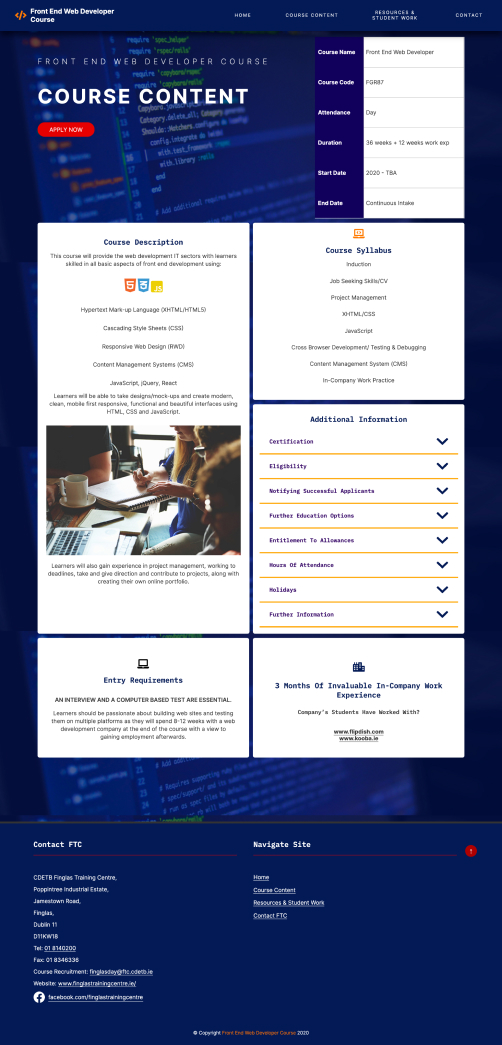 Front End Web Developer
Course
HOME
COURSE CONTENT
RESOURCES &
STUDENT WORK
CONTACT
FRONT END WEB DEVELOPER COURSE
COURSE CONTENT
APPLY NOW
Course Name Front End Web Developer
Course Code FGR87
Attendance Day
Duration 36 weeks + 12 weeks work exp
Start Date 2020 - TBA
End Date Continuous Intake
Course Description
This course will provide the web development IT sectors with learners
skilled in all basic aspects of front end development using:
JS
Hypertext Mark-up Language (XHTML/HTML5)
Cascading Style Sheets (CSS)
Responsive Web Design (RWD)
Content Management Systems (CMS)
JavaScript, jQuery, React
Learners will be able to take designs/mock-ups and create modern,
clean, mobile first responsive, functional and beautiful interfaces using
HTML, CSS and JavaScript.
Learners will also gain experience in project management, working to
deadlines, take and give direction and contribute to projects, along with
creating their own online portfolio.
Course Syllabus
Induction
Job Seeking Skills/CV
Project Management
XHTML/CSS
JavaScript
Cross Browser Development/ Testing & Debugging
Content Management System (CMS)
In-Company Work Practice
Additional Information
Certification
Eligibility
Notifying Successful Applicants
Further Education Options
Entitlement To Allowances
Hours Of Attendance
Holidays
Further Information
Entry Requirements
AN INTERVIEW AND A COMPUTER BASED TEST ARE ESSENTIAL.
Learners should be passionate about building web sites and testing
them on multiple platforms as they will spend 8-12 weeks with a web
development company at the end of the course with a view to
gaining employment afterwards.
3 Months Of Invaluable In-Company Work
Experience
Company's Students Have Worked With?
www.flipdish.com
www.kooba.ie
Contact FTC
CDETB Finglas Training Centre,
Poppintree Industrial Estate,
Jamestown Road,
Finglas,
Dublin 11
D11KW18
Tel: 01 8140200
Fax: 01 8346336
Course Recruitment: finglasday@ftc.cdetb.ie
Website: www.finglastrainingcentre.ie/
facebook.com/finglastrainingcentre
Navigate Site
Home
Course Content
Resources & Student Work
Contact FTC
© Copyright Front End Web Developer Course 2020